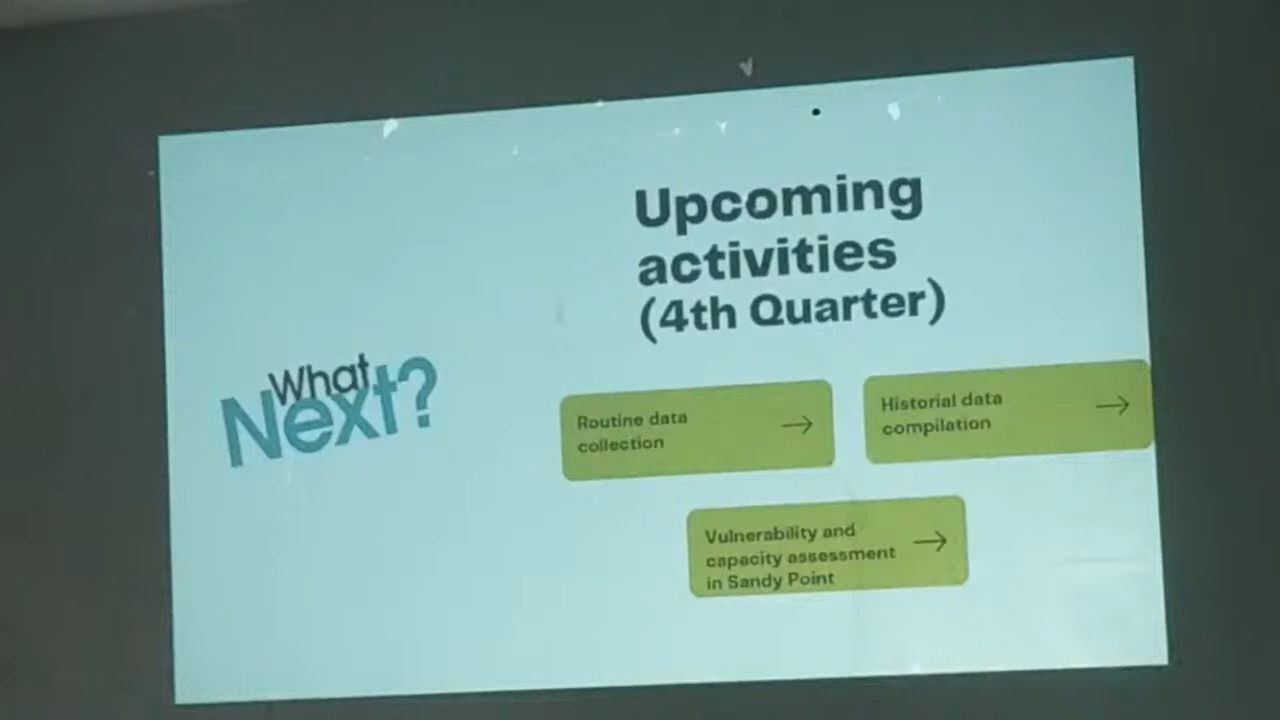 What
Next?
Upcoming
activities
(4th Quarter)
Routine data
collection
Historial data
compilation
Vulnerability and
capacity assessment
in Sandy Point